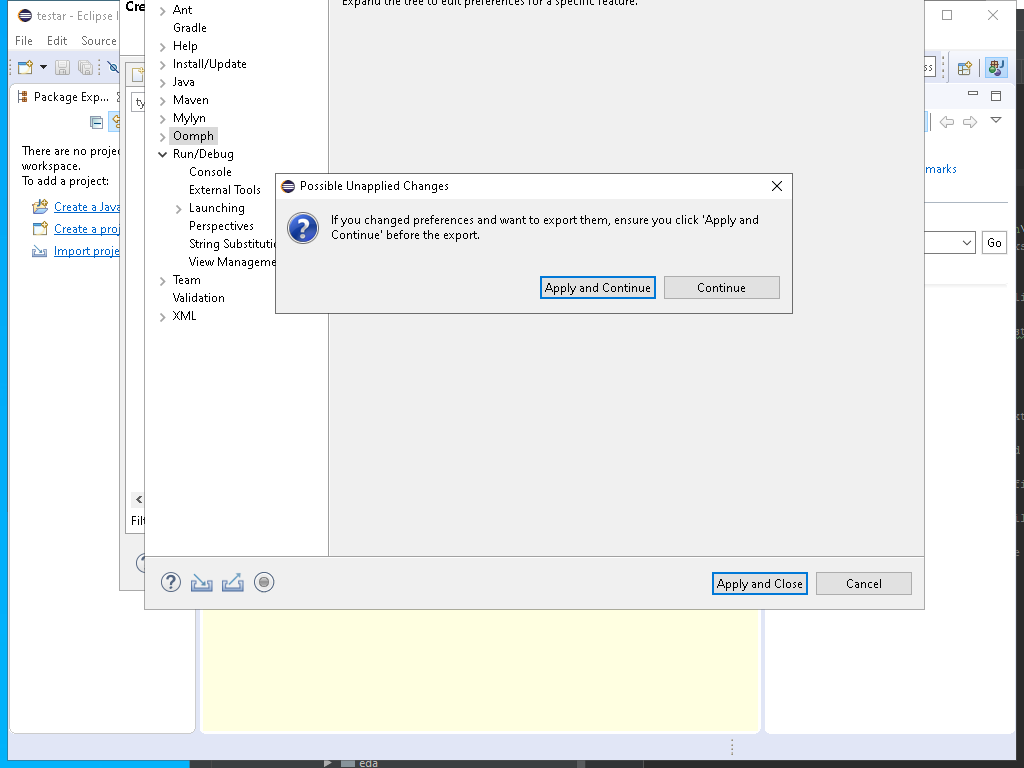 testar - Eclipse I
File Edit Source
Package Exp...
There are no proje
workspace.
To add a project:
Create a Java
Create a proj
Import proje
Cre
ty
Filt
Expand the tree to edit preferences for a specific feature.
Ant
Gradle
Help
Install/Update
Java
Maven
Mylyn
Oomph
Run/Debug
Console
External Tools
Launching
Perspectives
String Substitutio
View Manageme
Team
Validation
XML
Possible Unapplied Changes
If you changed preferences and want to export them, ensure you click 'Apply and
Continue' before the export.
Apply and Continue
Continue
Apply and Close
Cancel
ss
marks
Go
eda